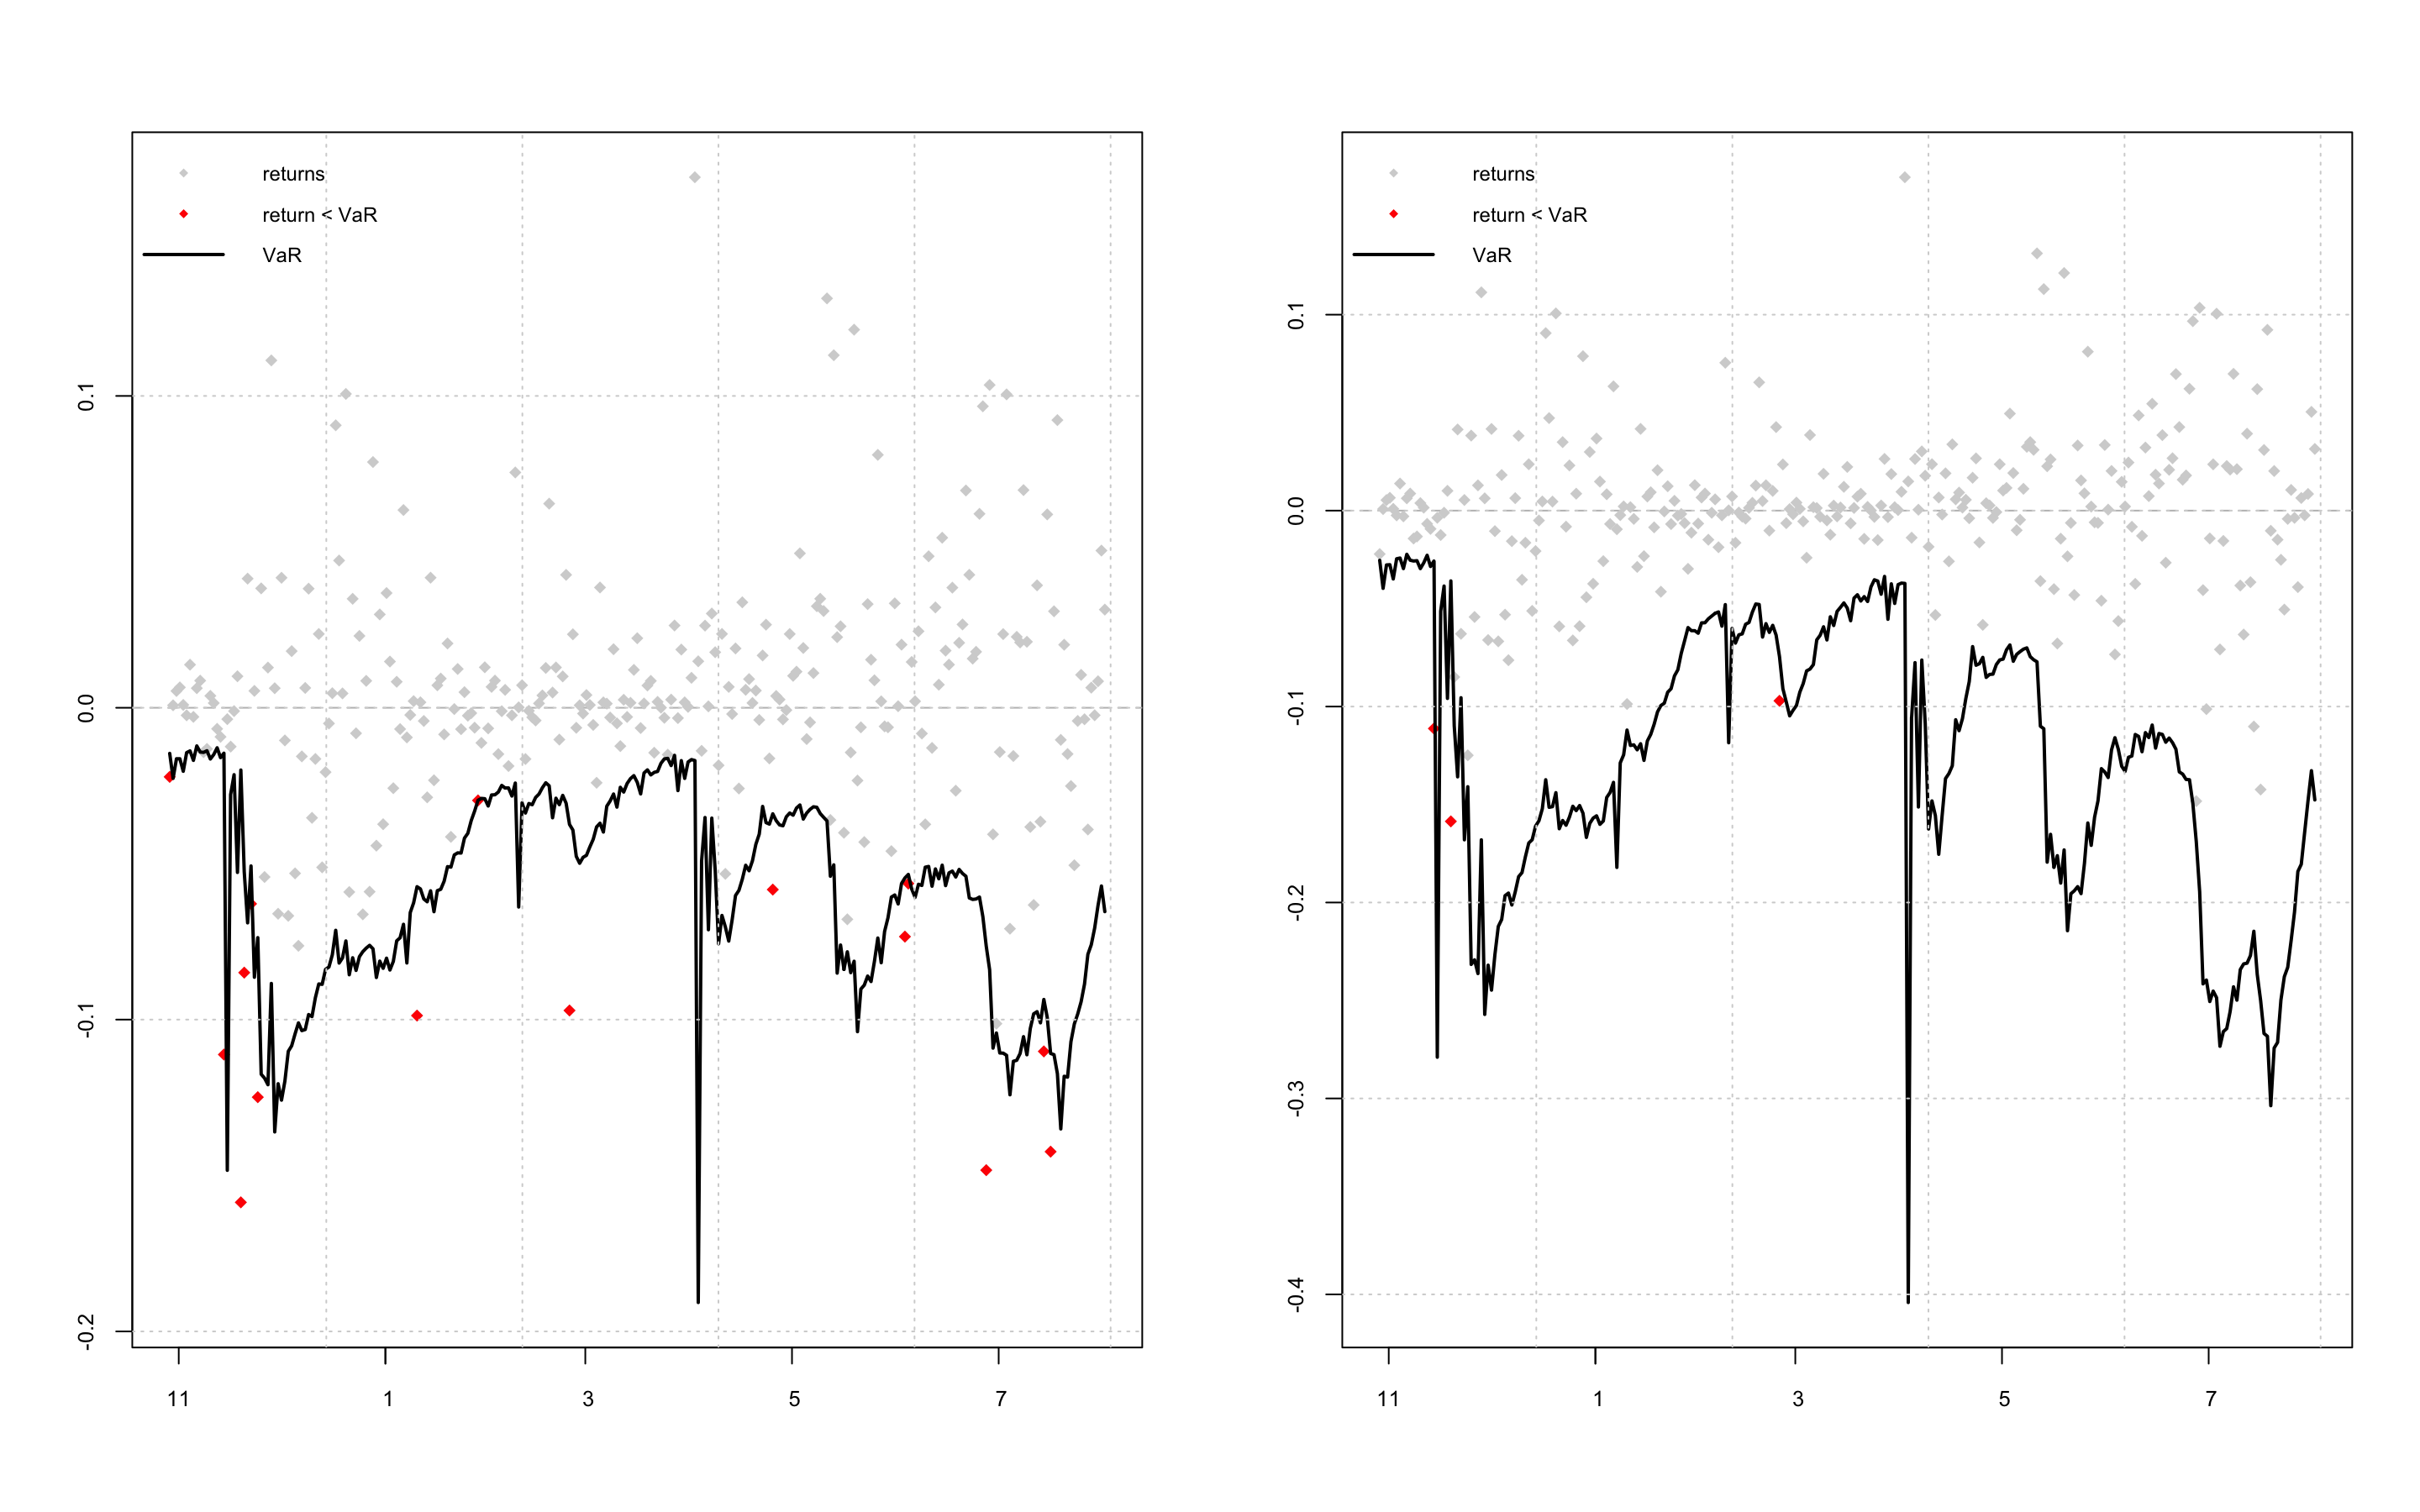 returns
return < VaR
VaR
0.1
0.0
-0.1
-0.2
11 1 3 5 7
returns
return < VaR
VaR
0.1
0.0
-0.1
-0.2
-0.3
-0.4
11 1 3 5 7